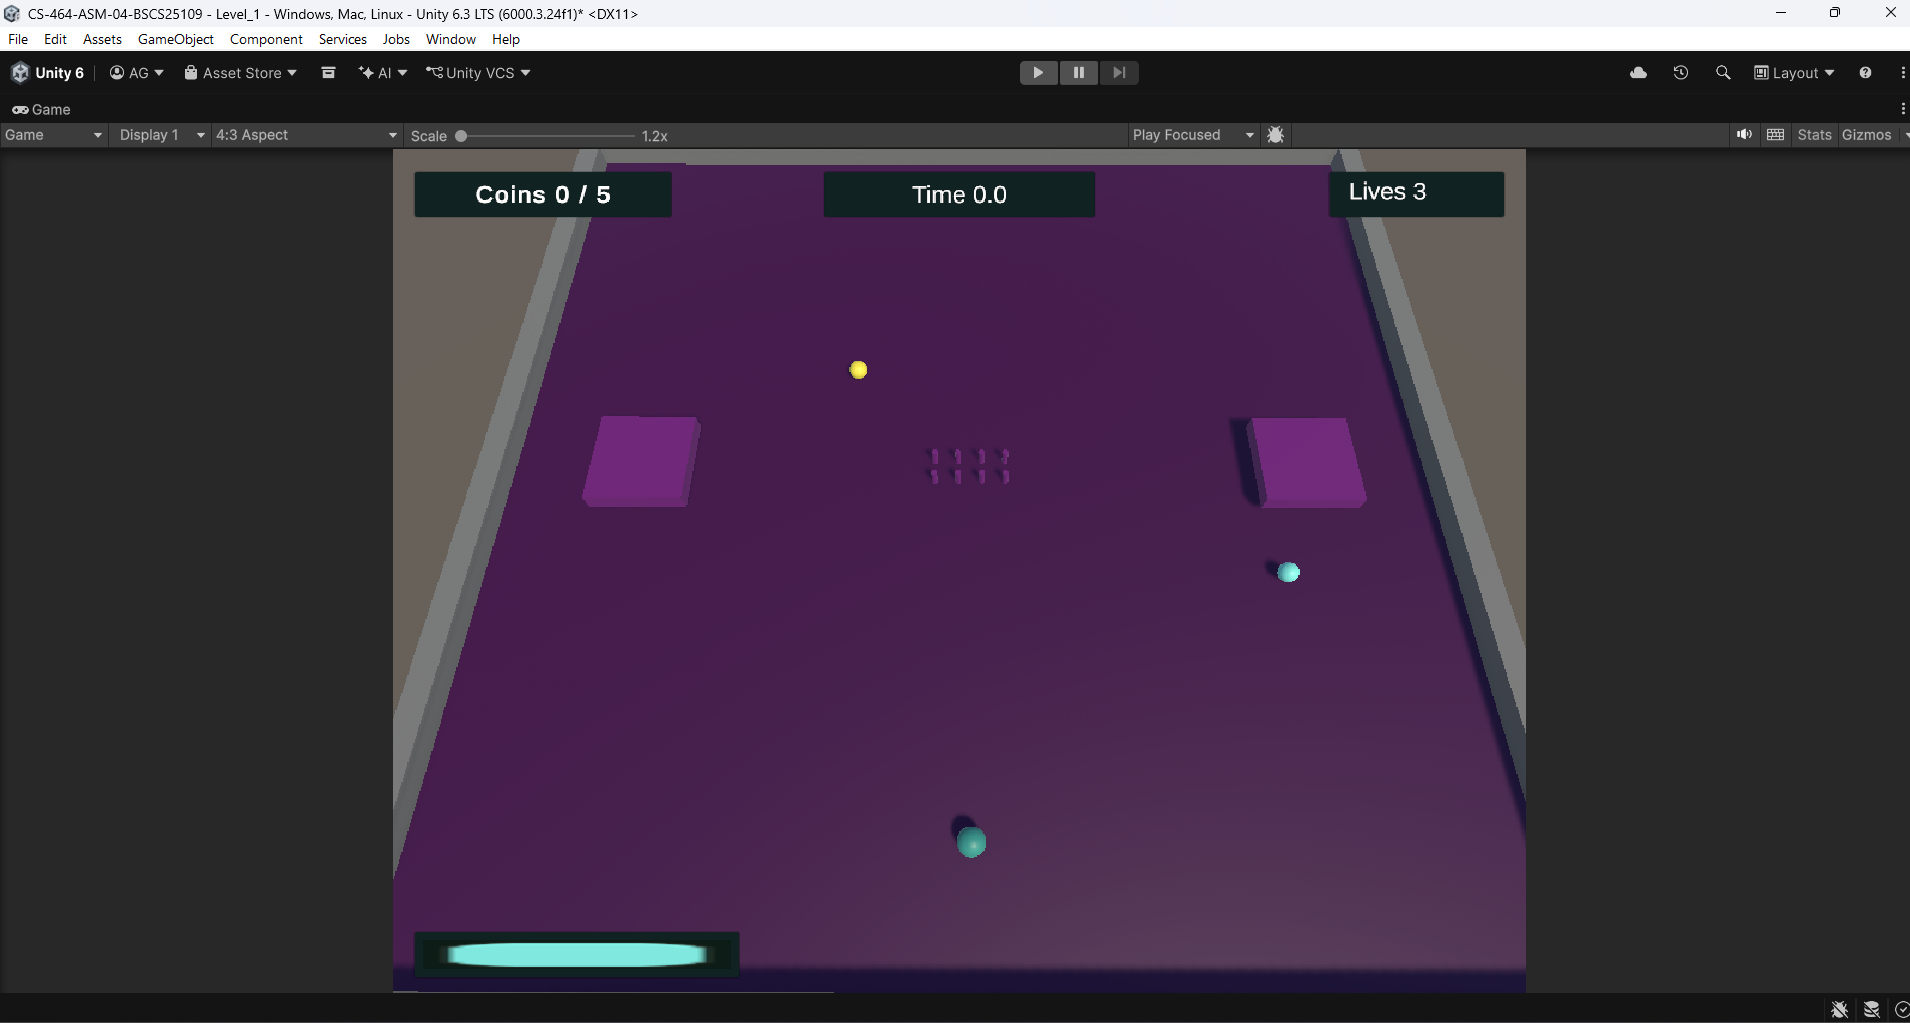 CS-464-ASM-04-BSCS25109 - Level_1 - Windows, Mac, Linux - Unity 6.3 LTS (6000.3.24f1)* <DX11>
File Edit Assets GameObject Component Services Jobs Window Help
Unity 6 AG Asset Store AI Unity VCS Layout
Game
Game Display 1 4:3 Aspect Scale 1.2x Play Focused Stats Gizmos
Coins 0 / 5 Time 0.0 Lives 3